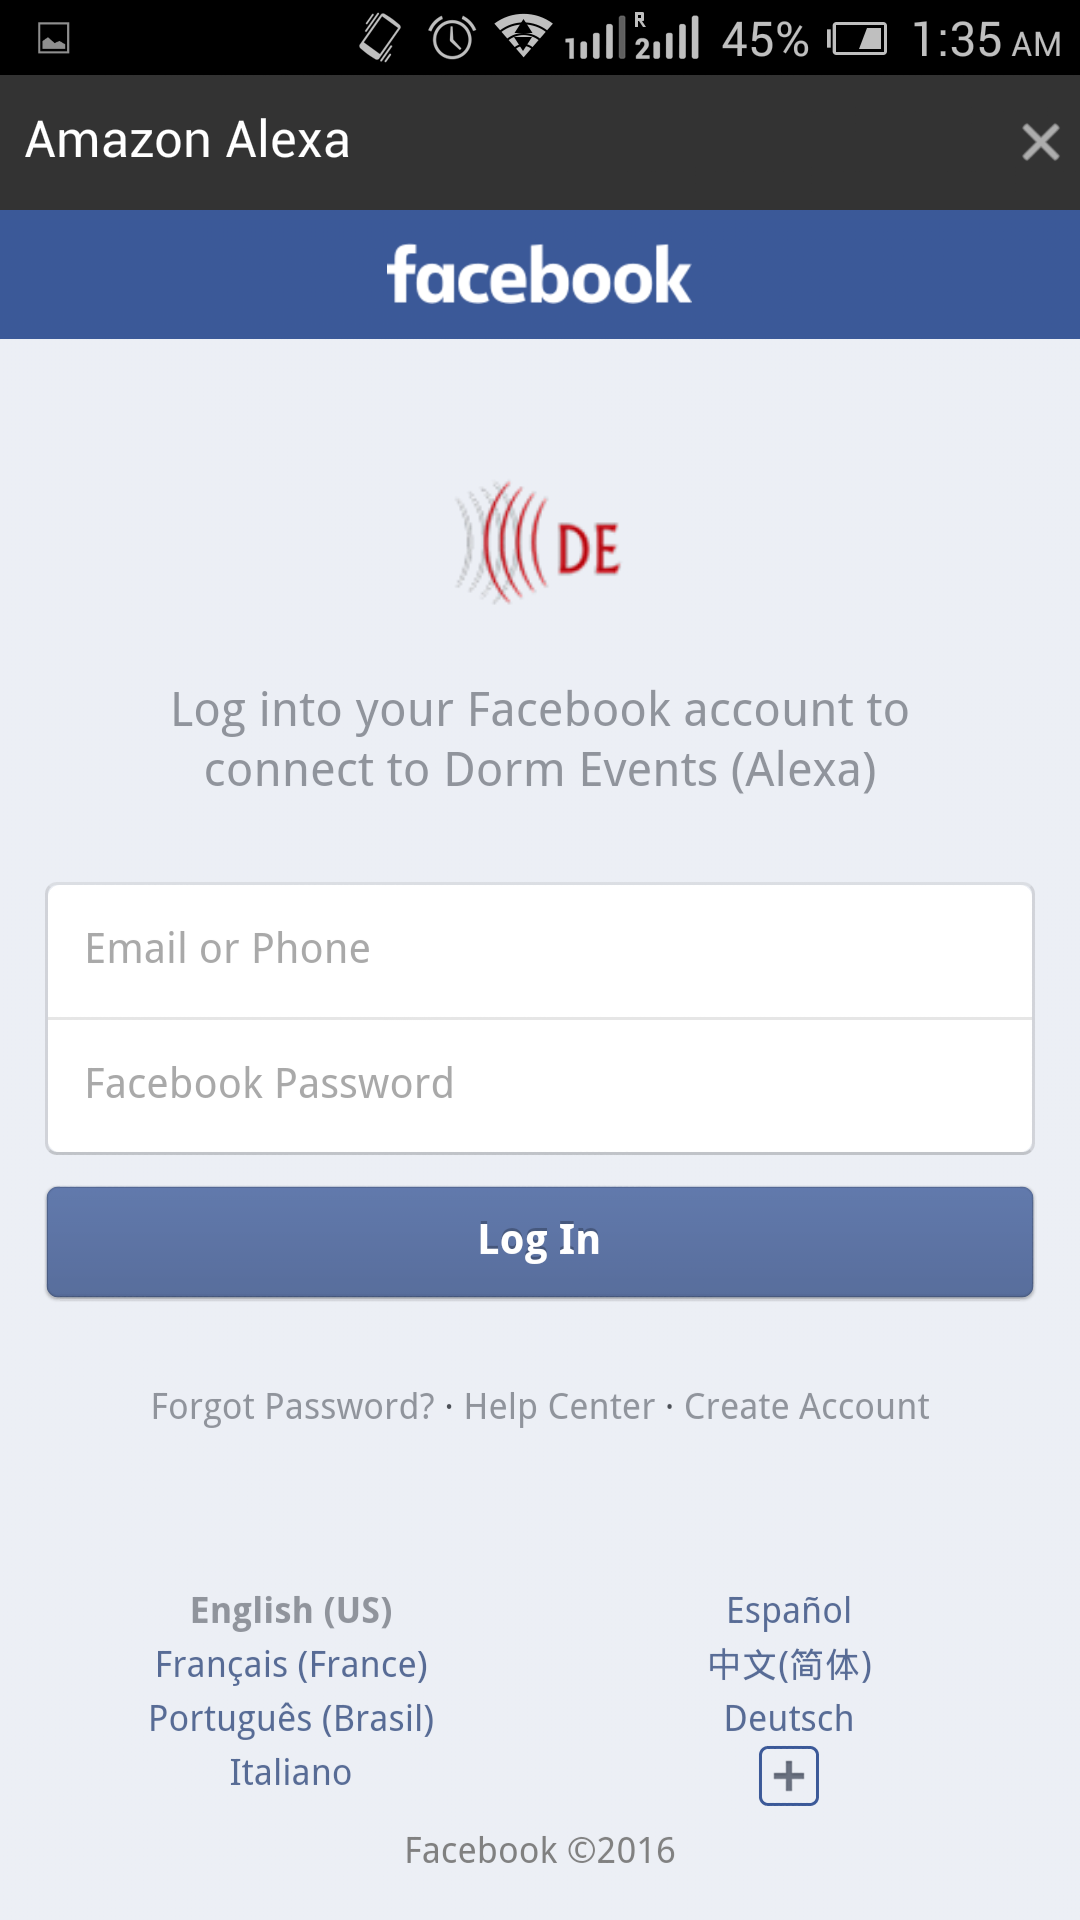 1 R 2 45% 1:35 AM
Amazon Alexa
facebook
DE
Log into your Facebook account to
connect to Dorm Events (Alexa)
Email or Phone
Facebook Password
Log In
Forgot Password? · Help Center · Create Account
English (US)
Español
Français (France)
中文(简体)
Português (Brasil)
Deutsch
Italiano
Facebook ©2016